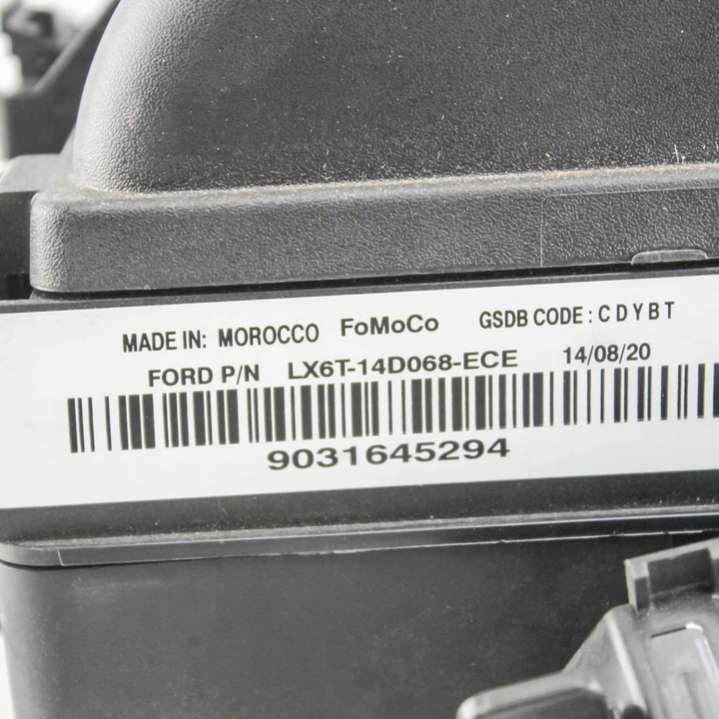 MADE IN: MOROCCO FoMoCo GSDB CODE : C D Y B T
FORD P/N LX6T-14D068-ECE 14/08/20
9031645294